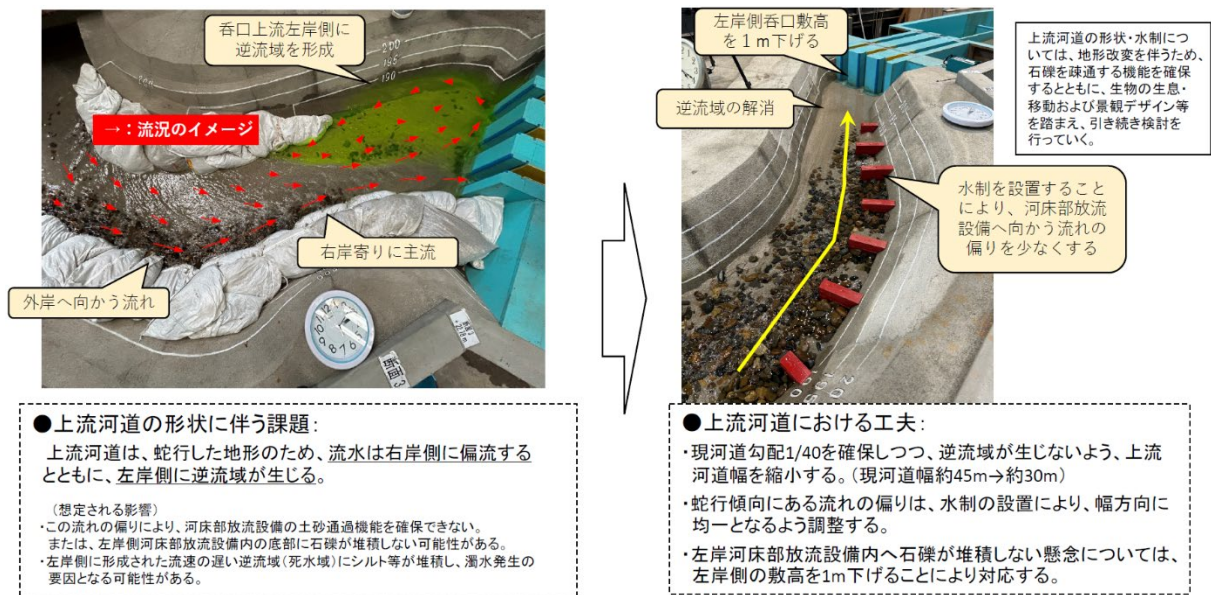 呑口上流左岸側に
逆流域を形成
→：流況のイメージ
右岸寄りに主流
外岸へ向かう流れ
200
195
190
断面3
左岸側呑口敷高
を１ｍ下げる
逆流域の解消
水制を設置すること
により、河床部放流
設備へ向かう流れの
偏りを少なくする
上流河道の形状・水制につ
いては、地形改変を伴うため、
石礫を疎通する機能を確保
するとともに、生物の生息・
移動および景観デザイン等
を踏まえ、引き続き検討を
行っていく。
●上流河道の形状に伴う課題：
上流河道は、蛇行した地形のため、流水は右岸側に偏流する
とともに、左岸側に逆流域が生じる。
（想定される影響）
・この流れの偏りにより、河床部放流設備の土砂通過機能を確保できない。
または、左岸側河床部放流設備内の底部に石礫が堆積しない可能性がある。
・左岸側に形成された流速の遅い逆流域（死水域）にシルト等が堆積し、濁水発生の
要因となる可能性がある。
●上流河道における工夫：
・現河道勾配1/40を確保しつつ、逆流域が生じないよう、上流
河道幅を縮小する。（現河道幅約45m→約30m）
・蛇行傾向にある流れの偏りは、水制の設置により、幅方向に
均一となるよう調整する。
・左岸河床部放流設備内へ石礫が堆積しない懸念については、
左岸側の敷高を1m下げることにより対応する。